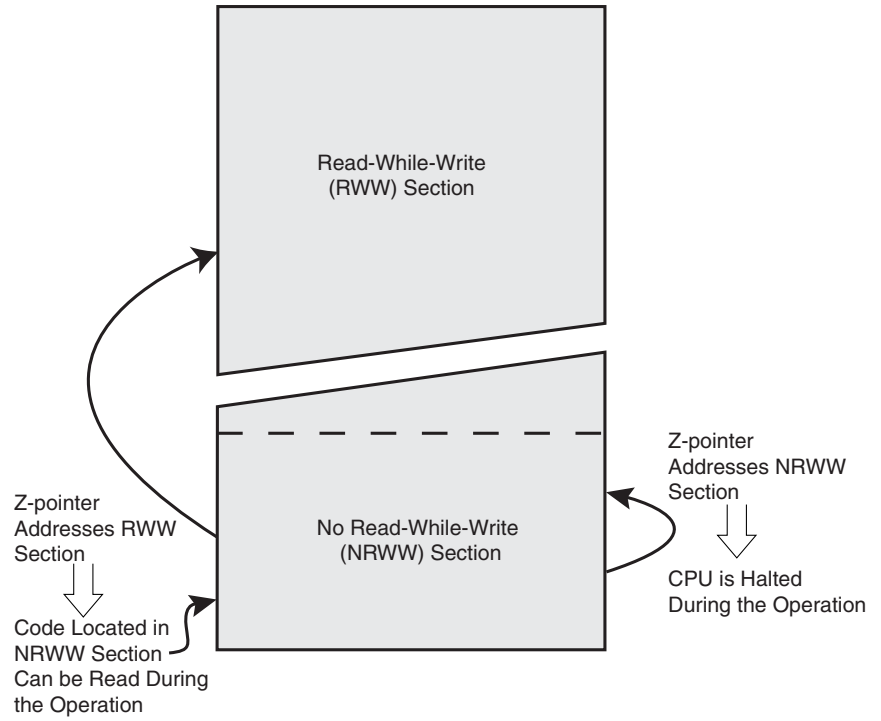 Read-While-Write
(RWW) Section
Z-pointer
Addresses RWW
Section
Code Located in
NRWW Section
Can be Read During
the Operation
No Read-While-Write
(NRWW) Section
Z-pointer
Addresses NRWW
Section
CPU is Halted
During the Operation